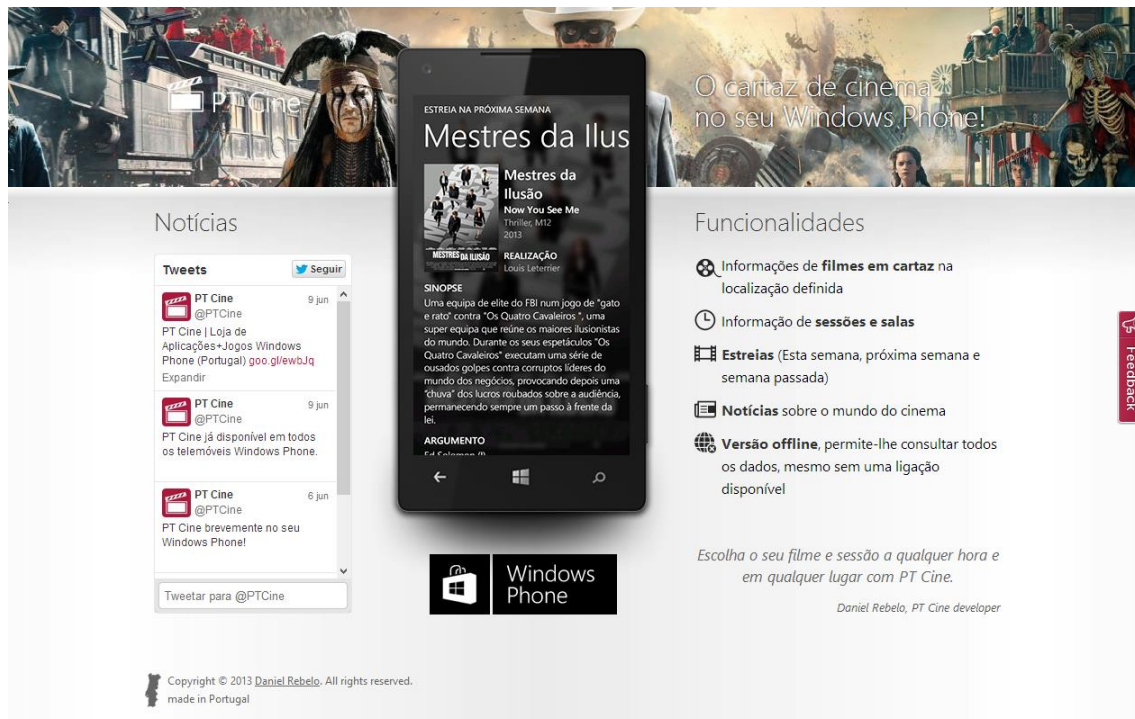 PT Cine
O cartaz de cinema
no seu Windows Phone!
Notícias
Tweets
Seguir
PT Cine
9 jun
@PTCine
PT Cine | Loja de
Aplicações+Jogos Windows
Phone (Portugal) goo.gl/ewbJq
Expandir
PT Cine
9 jun
@PTCine
PT Cine já disponível em todos
os telemóveis Windows Phone.
PT Cine
6 jun
@PTCine
PT Cine brevemente no seu
Windows Phone!
Tweetar para @PTCine
ESTREIA NA PRÓXIMA SEMANA
Mestres da Ilus
MESTRES DA ILUSÃO
Mestres da
Ilusão
Now You See Me
Thriller, M12
2013
REALIZAÇÃO
Louis Leterrier
SINOPSE
Uma equipa de elite do FBI num jogo de "gato
e rato" contra "Os Quatro Cavaleiros ", uma
super equipa que reúne os maiores ilusionistas
do mundo. Durante os seus espetáculos "Os
Quatro Cavaleiros" executam uma série de
ousados golpes contra corruptos líderes do
mundo dos negócios, provocando depois uma
"chuva" dos lucros roubados sobre a audiência,
permanecendo sempre um passo à frente da
lei.
ARGUMENTO
Ed Solomon (I)
Windows
Phone
Funcionalidades
Informações de filmes em cartaz na
localização definida
Informação de sessões e salas
Estreias (Esta semana, próxima semana e
semana passada)
Notícias sobre o mundo do cinema
Versão offline, permite-lhe consultar todos
os dados, mesmo sem uma ligação
disponível
Escolha o seu filme e sessão a qualquer hora e
em qualquer lugar com PT Cine.
Daniel Rebelo, PT Cine developer
Feedback
Copyright © 2013 Daniel Rebelo. All rights reserved.
made in Portugal